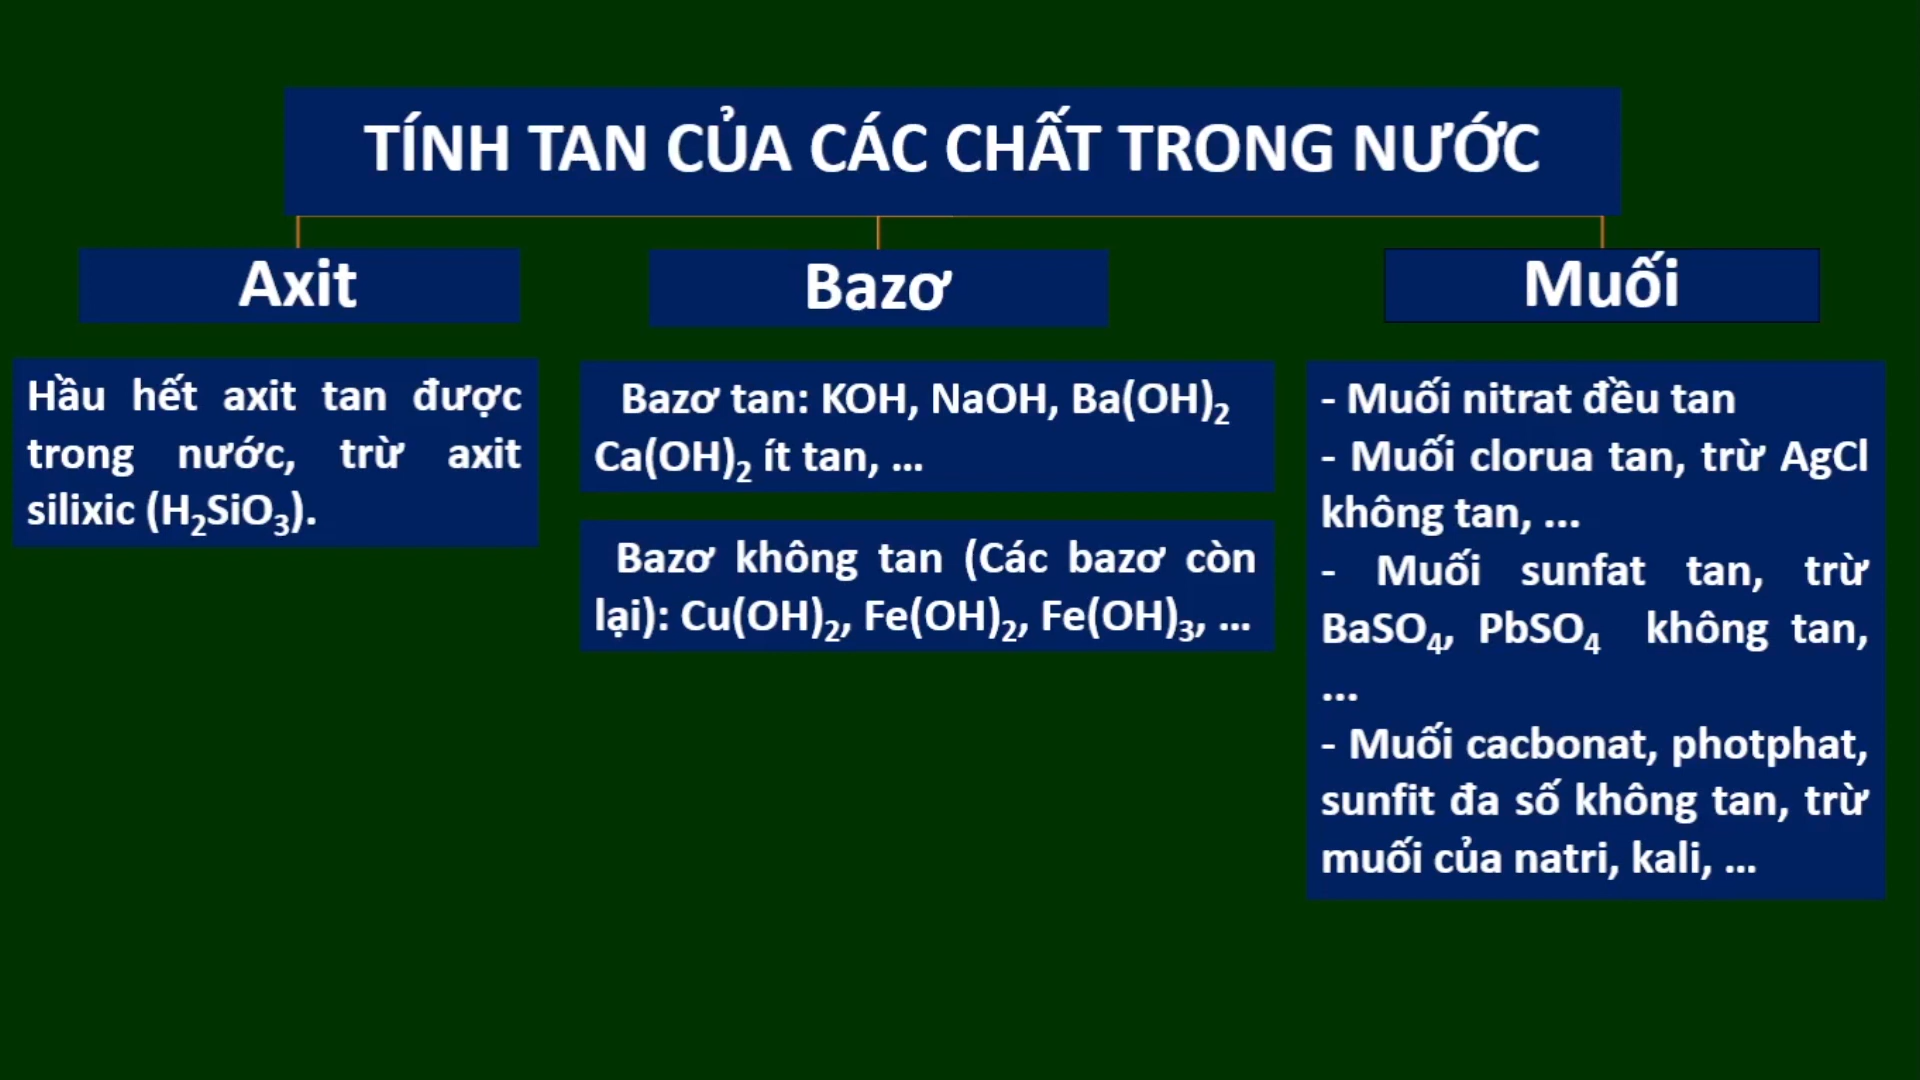 TÍNH TAN CỦA CÁC CHẤT TRONG NƯỚC
Axit
Hầu hết axit tan được
trong nước, trừ axit
silixic (H₂SiO₃).
Bazơ
Bazơ tan: KOH, NaOH, Ba(OH)₂
Ca(OH)₂ ít tan, ...
Bazơ không tan (Các bazơ còn
lại): Cu(OH)₂, Fe(OH)₂, Fe(OH)₃, ...
Muối
- Muối nitrat đều tan
- Muối clorua tan, trừ AgCl
không tan, ...
- Muối sunfat tan, trừ
BaSO₄, PbSO₄ không tan,
...
- Muối cacbonat, photphat,
sunfit đa số không tan, trừ
muối của natri, kali, ...